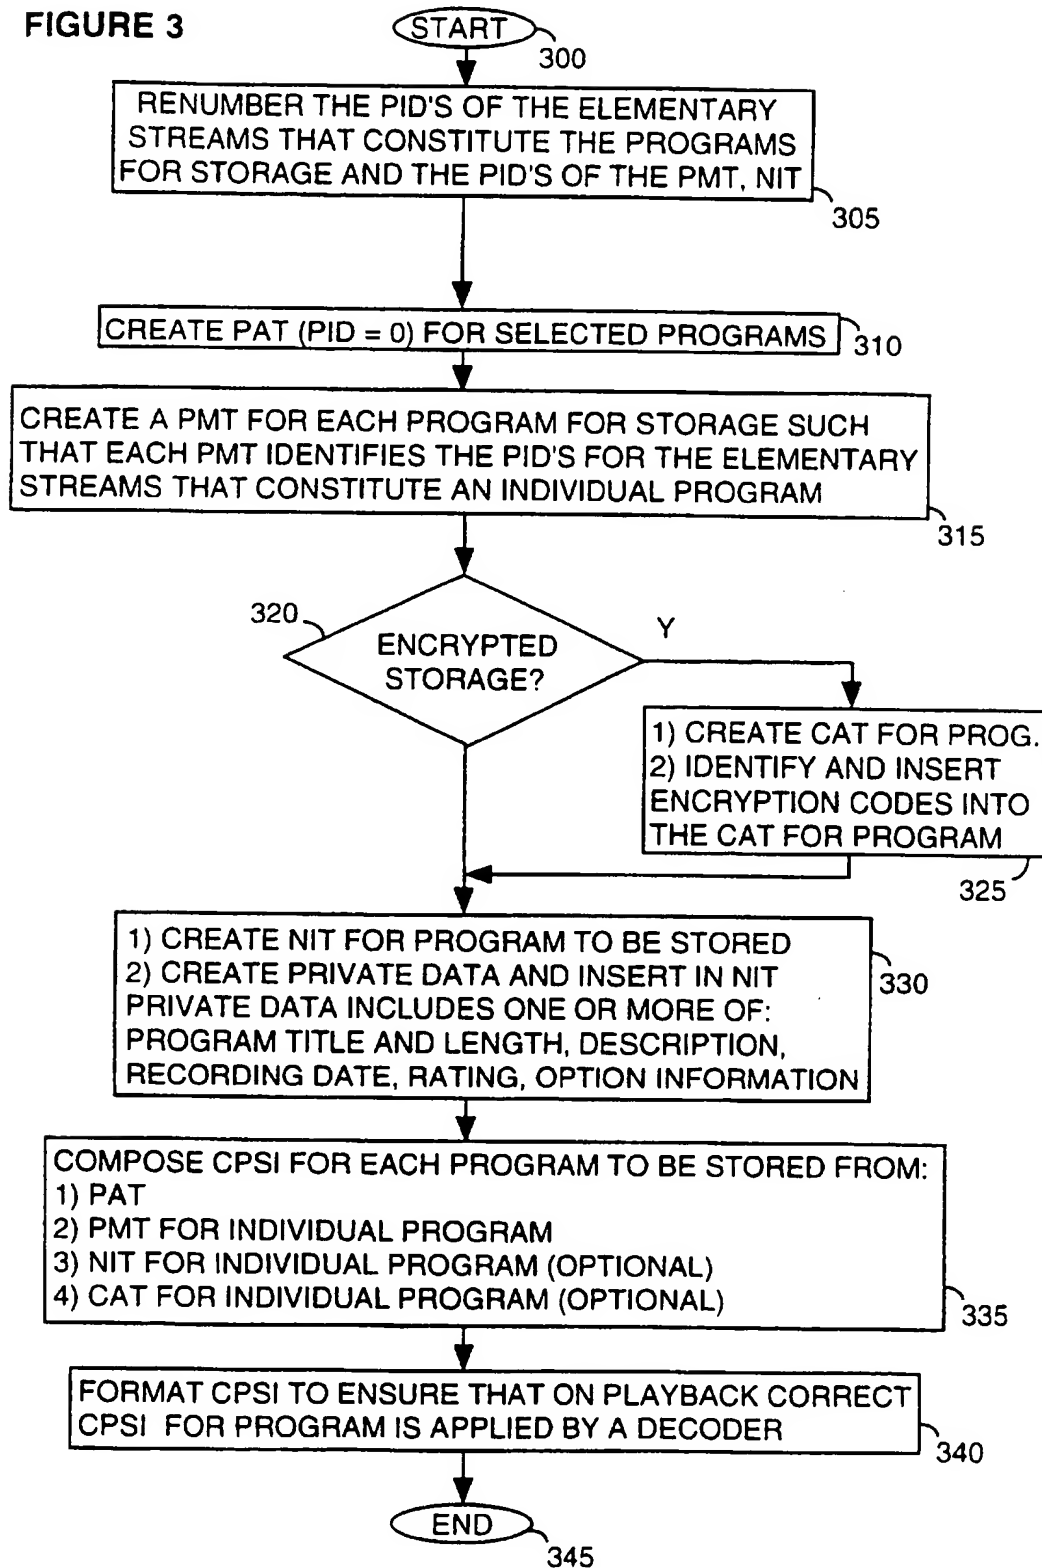 FIGURE 3
START
300
RENUMBER THE PID'S OF THE ELEMENTARY
STREAMS THAT CONSTITUTE THE PROGRAMS
FOR STORAGE AND THE PID'S OF THE PMT, NIT
305
CREATE PAT (PID = 0) FOR SELECTED PROGRAMS
310
CREATE A PMT FOR EACH PROGRAM FOR STORAGE SUCH
THAT EACH PMT IDENTIFIES THE PID'S FOR THE ELEMENTARY
STREAMS THAT CONSTITUTE AN INDIVIDUAL PROGRAM
315
320
ENCRYPTED
STORAGE?
Y
1) CREATE CAT FOR PROG.
2) IDENTIFY AND INSERT
ENCRYPTION CODES INTO
THE CAT FOR PROGRAM
325
1) CREATE NIT FOR PROGRAM TO BE STORED
2) CREATE PRIVATE DATA AND INSERT IN NIT
PRIVATE DATA INCLUDES ONE OR MORE OF:
PROGRAM TITLE AND LENGTH, DESCRIPTION,
RECORDING DATE, RATING, OPTION INFORMATION
330
COMPOSE CPSI FOR EACH PROGRAM TO BE STORED FROM:
1) PAT
2) PMT FOR INDIVIDUAL PROGRAM
3) NIT FOR INDIVIDUAL PROGRAM (OPTIONAL)
4) CAT FOR INDIVIDUAL PROGRAM (OPTIONAL)
335
FORMAT CPSI TO ENSURE THAT ON PLAYBACK CORRECT
CPSI FOR PROGRAM IS APPLIED BY A DECODER
340
END
345